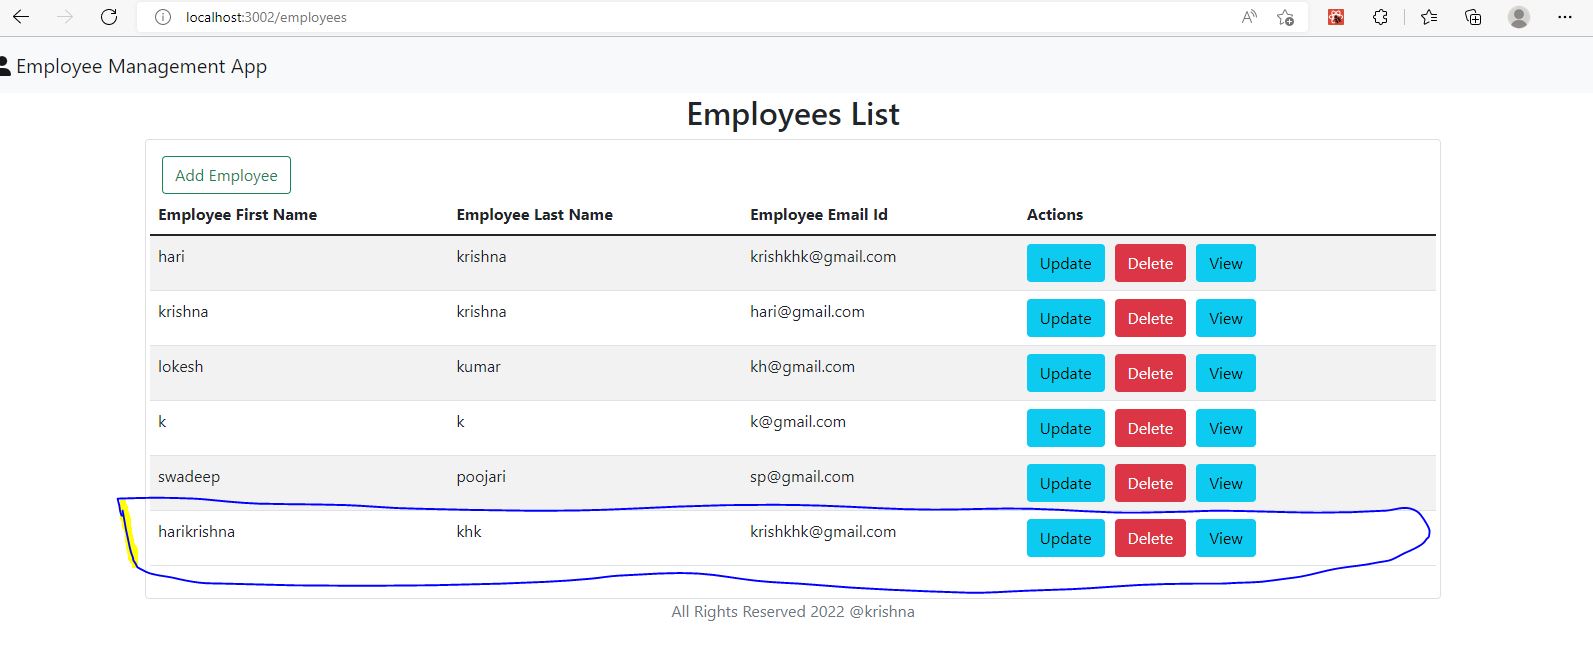 localhost:3002/employees
Employee Management App
Employees List
Add Employee
Employee First Name Employee Last Name Employee Email Id Actions
hari krishna krishkhk@gmail.com Update Delete View
krishna krishna hari@gmail.com Update Delete View
lokesh kumar kh@gmail.com Update Delete View
k k k@gmail.com Update Delete View
swadeep poojari sp@gmail.com Update Delete View
harikrishna khk krishkhk@gmail.com Update Delete View
All Rights Reserved 2022 @krishna